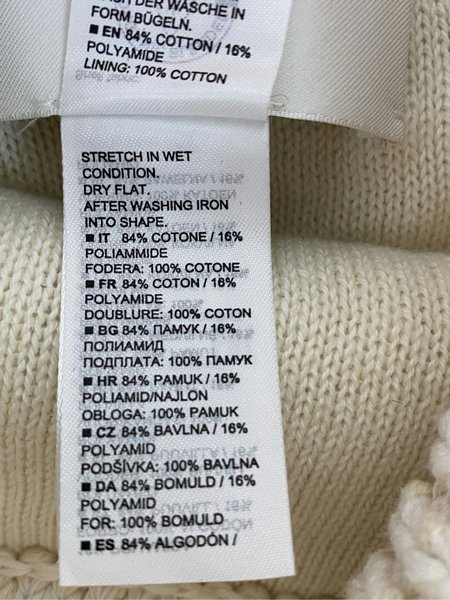 DER WÄSCHE IN
FORM BÜGELN.
■ EN 84% COTTON / 16%
POLYAMIDE
LINING: 100% COTTON
STRETCH IN WET
CONDITION.
DRY FLAT.
AFTER WASHING IRON
INTO SHAPE.
■ IT 84% COTONE / 16%
POLIAMMIDE
FODERA: 100% COTONE
■ FR 84% COTON / 16%
POLYAMIDE
DOUBLURE: 100% COTON
■ BG 84% ПАМУК / 16%
ПОЛИАМИД
ПОДПЛАТА: 100% ПАМУК
■ HR 84% PAMUK / 16%
POLIAMID/NAJLON
OBLOGA: 100% PAMUK
■ CZ 84% BAVLNA / 16%
POLYAMID
PODŠÍVKA: 100% BAVLNA
■ DA 84% BOMULD / 16%
POLYAMID
FOR: 100% BOMULD
■ ES 84% ALGODÓN /